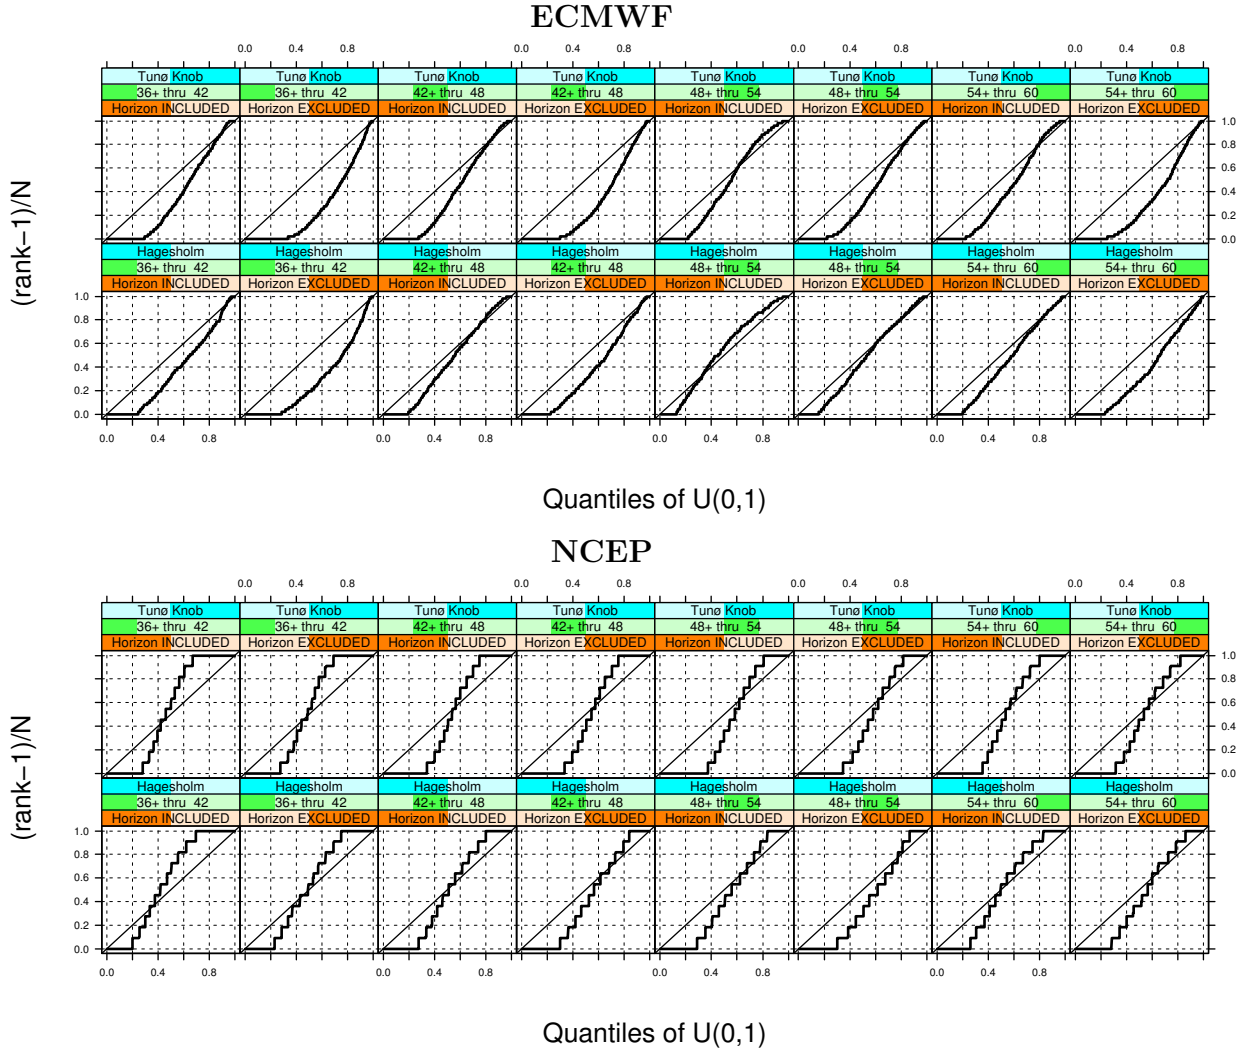 ECMWF
0.0 0.4 0.8 0.0 0.4 0.8 0.0 0.4 0.8 0.0 0.4 0.8
Tunø Knob Tunø Knob Tunø Knob Tunø Knob Tunø Knob Tunø Knob Tunø Knob Tunø Knob
36+ thru 42 36+ thru 42 42+ thru 48 42+ thru 48 48+ thru 54 48+ thru 54 54+ thru 60 54+ thru 60
Horizon INCLUDED Horizon EXCLUDED Horizon INCLUDED Horizon EXCLUDED Horizon INCLUDED Horizon EXCLUDED Horizon INCLUDED Horizon EXCLUDED
1.0
0.8
0.6
0.4
0.2
0.0
(rank−1)/N
Hagesholm Hagesholm Hagesholm Hagesholm Hagesholm Hagesholm Hagesholm Hagesholm
36+ thru 42 36+ thru 42 42+ thru 48 42+ thru 48 48+ thru 54 48+ thru 54 54+ thru 60 54+ thru 60
Horizon INCLUDED Horizon EXCLUDED Horizon INCLUDED Horizon EXCLUDED Horizon INCLUDED Horizon EXCLUDED Horizon INCLUDED Horizon EXCLUDED
1.0
0.8
0.6
0.4
0.2
0.0
0.0 0.8 0.4 0.0 0.8 0.4 0.0 0.8 0.4
Quantiles of U(0,1)
NCEP
0.0 0.4 0.8 0.0 0.4 0.8 0.0 0.4 0.8 0.0 0.4 0.8
Tunø Knob Tunø Knob Tunø Knob Tunø Knob Tunø Knob Tunø Knob Tunø Knob Tunø Knob
36+ thru 42 36+ thru 42 42+ thru 48 42+ thru 48 48+ thru 54 48+ thru 54 54+ thru 60 54+ thru 60
Horizon INCLUDED Horizon EXCLUDED Horizon INCLUDED Horizon EXCLUDED Horizon INCLUDED Horizon EXCLUDED Horizon INCLUDED Horizon EXCLUDED
1.0
0.8
0.6
0.4
0.2
0.0
(rank−1)/N
Hagesholm Hagesholm Hagesholm Hagesholm Hagesholm Hagesholm Hagesholm Hagesholm
36+ thru 42 36+ thru 42 42+ thru 48 42+ thru 48 48+ thru 54 48+ thru 54 54+ thru 60 54+ thru 60
Horizon INCLUDED Horizon EXCLUDED Horizon INCLUDED Horizon EXCLUDED Horizon INCLUDED Horizon EXCLUDED Horizon INCLUDED Horizon EXCLUDED
1.0
0.8
0.6
0.4
0.2
0.0
0.0 0.8 0.4 0.0 0.8 0.4 0.0 0.8 0.0 0.4
Quantiles of U(0,1)